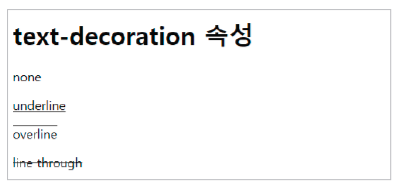 text-decoration 속성
none
underline
overline
line through